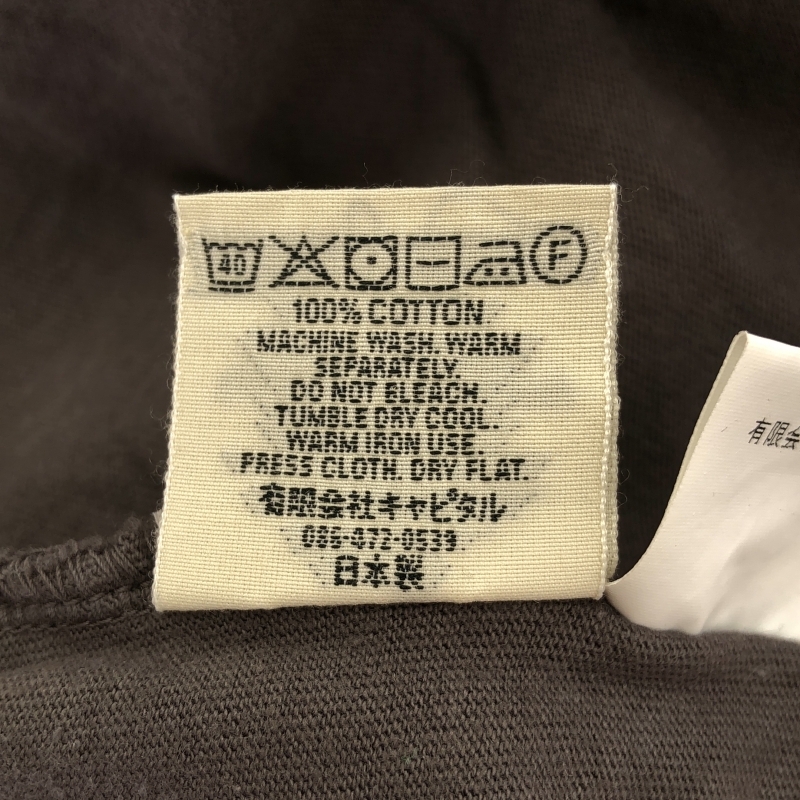 40 F
100% COTTON
MACHINE WASH. WARM
SEPARATELY.
DO NOT BLEACH.
TUMBLE DRY COOL.
WARM IRON USE.
PRESS CLOTH. DRY FLAT.
有限会社キャピタル
086-472-0539
日本製
有限会